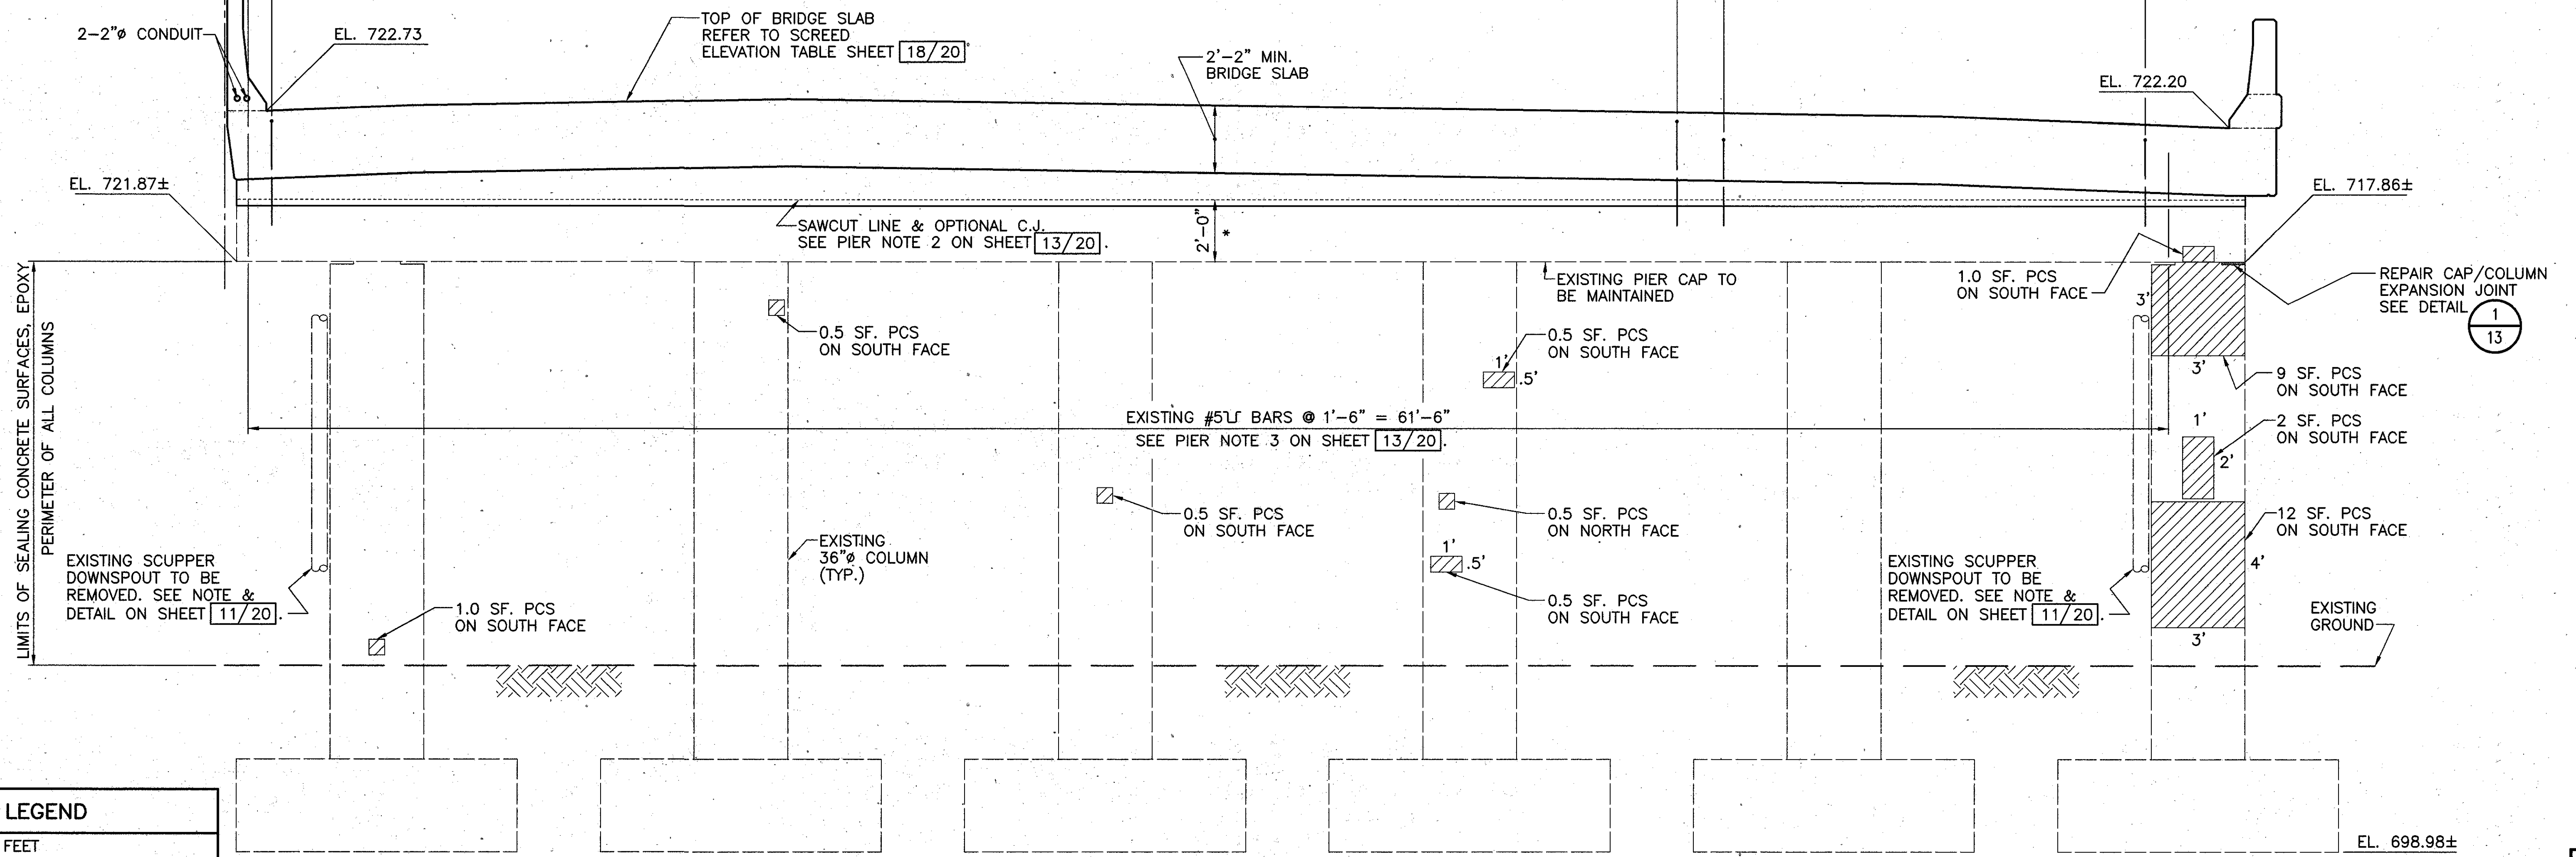 2-2"ø CONDUIT
EL. 722.73
TOP OF BRIDGE SLAB
REFER TO SCREED
ELEVATION TABLE SHEET 18/20
2'-2" MIN.
BRIDGE SLAB
EL. 722.20
EL. 721.87±
EL. 717.86±
SAWCUT LINE & OPTIONAL C.J.
SEE PIER NOTE 2 ON SHEET 13/20.
2'-0"
*
EXISTING PIER CAP TO
BE MAINTAINED
1.0 SF. PCS
ON SOUTH FACE
REPAIR CAP/COLUMN
EXPANSION JOINT
SEE DETAIL
1
13
LIMITS OF SEALING CONCRETE SURFACES, EPOXY
PERIMETER OF ALL COLUMNS
0.5 SF. PCS
ON SOUTH FACE
0.5 SF. PCS
ON SOUTH FACE
1'
.5'
3'
3'
9 SF. PCS
ON SOUTH FACE
EXISTING #5 BARS @ 1'-6" = 61'-6"
SEE PIER NOTE 3 ON SHEET 13/20.
1'
2'
2 SF. PCS
ON SOUTH FACE
0.5 SF. PCS
ON SOUTH FACE
0.5 SF. PCS
ON NORTH FACE
12 SF. PCS
ON SOUTH FACE
4'
3'
EXISTING
36"ø COLUMN
(TYP.)
1'
.5'
0.5 SF. PCS
ON SOUTH FACE
EXISTING SCUPPER
DOWNSPOUT TO BE
REMOVED. SEE NOTE &
DETAIL ON SHEET 11/20.
1.0 SF. PCS
ON SOUTH FACE
EXISTING SCUPPER
DOWNSPOUT TO BE
REMOVED. SEE NOTE &
DETAIL ON SHEET 11/20.
EXISTING
GROUND
LEGEND
FEET
EL. 698.98±